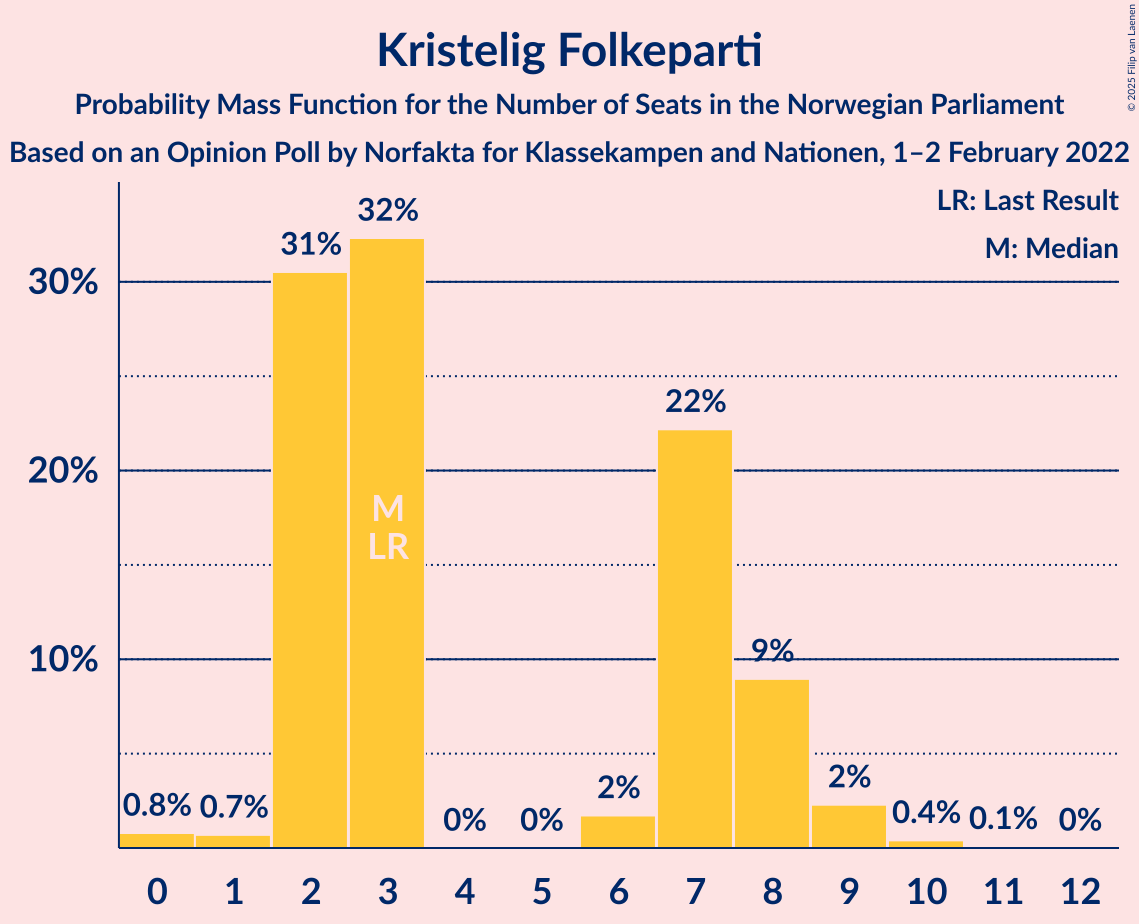 Kristelig Folkeparti
Probability Mass Function for the Number of Seats in the Norwegian Parliament
Based on an Opinion Poll by Norfakta for Klassekampen and Nationen, 1–2 February 2022
© 2025 Filip van Laenen
LR: Last Result
M: Median
30%
20%
10%
0.8%
0.7%
31%
32%
0%
0%
2%
22%
9%
2%
0.4%
0.1%
0%
M
LR
0 1 2 3 4 5 6 7 8 9 10 11 12